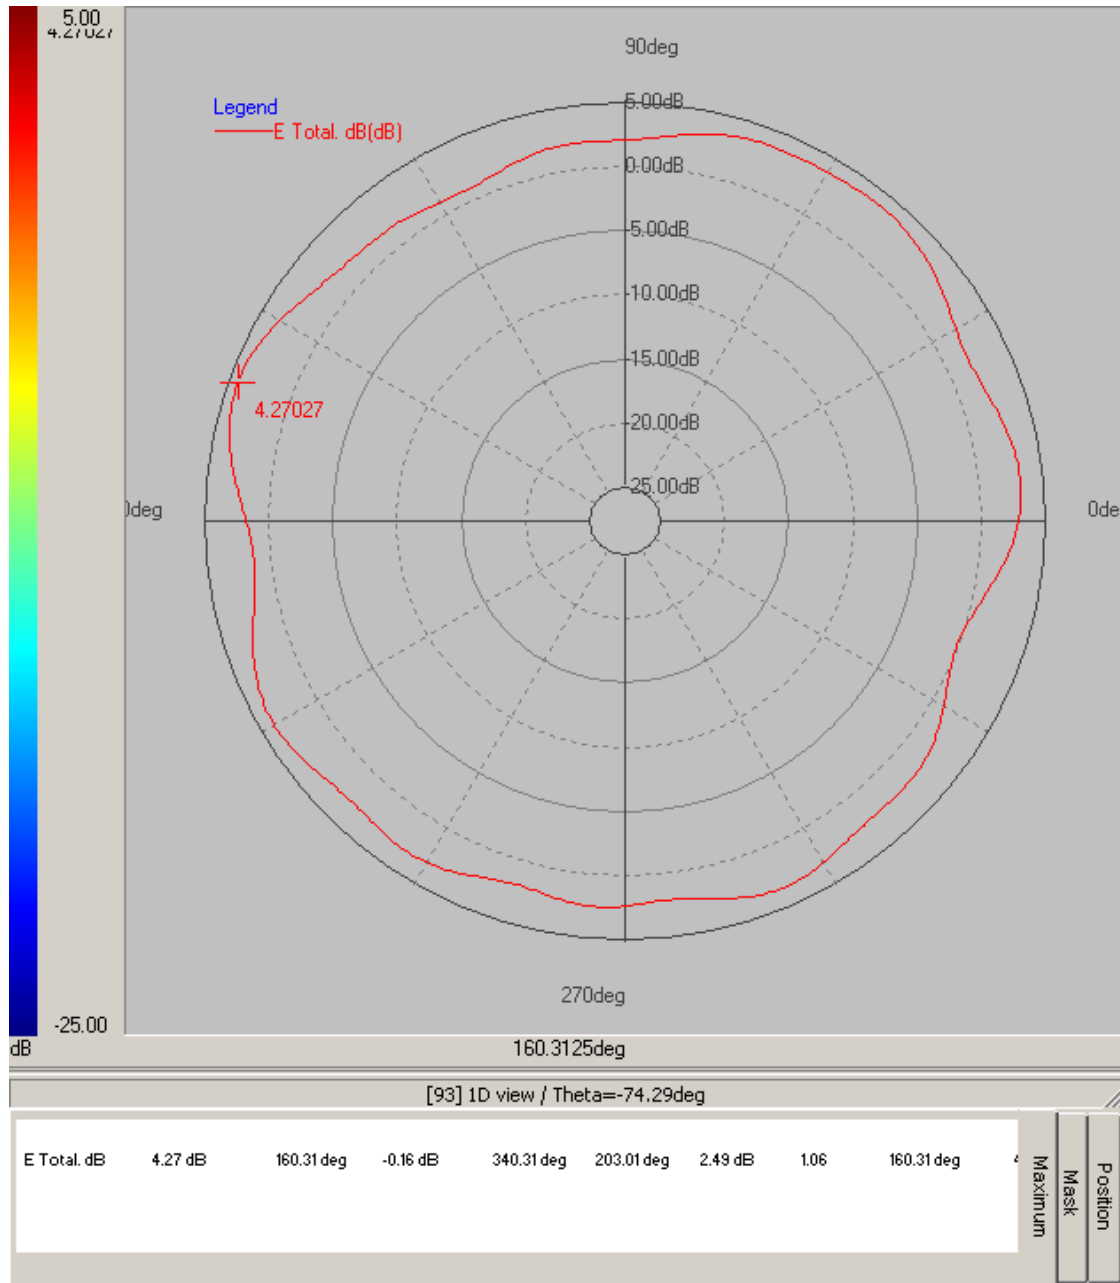 5.00
4.27027
90deg
Legend
E Total. dB(dB)
5.00dB
0.00dB
-5.00dB
-10.00dB
-15.00dB
-20.00dB
-25.00dB
4.27027
0deg
0de
270deg
-25.00
dB
160.3125deg
[93] 1D view / Theta=-74.29deg
E Total. dB 4.27 dB 160.31 deg -0.16 dB 340.31 deg 203.01 deg 2.49 dB 1.06 160.31 deg
Maximum
Mask
Position